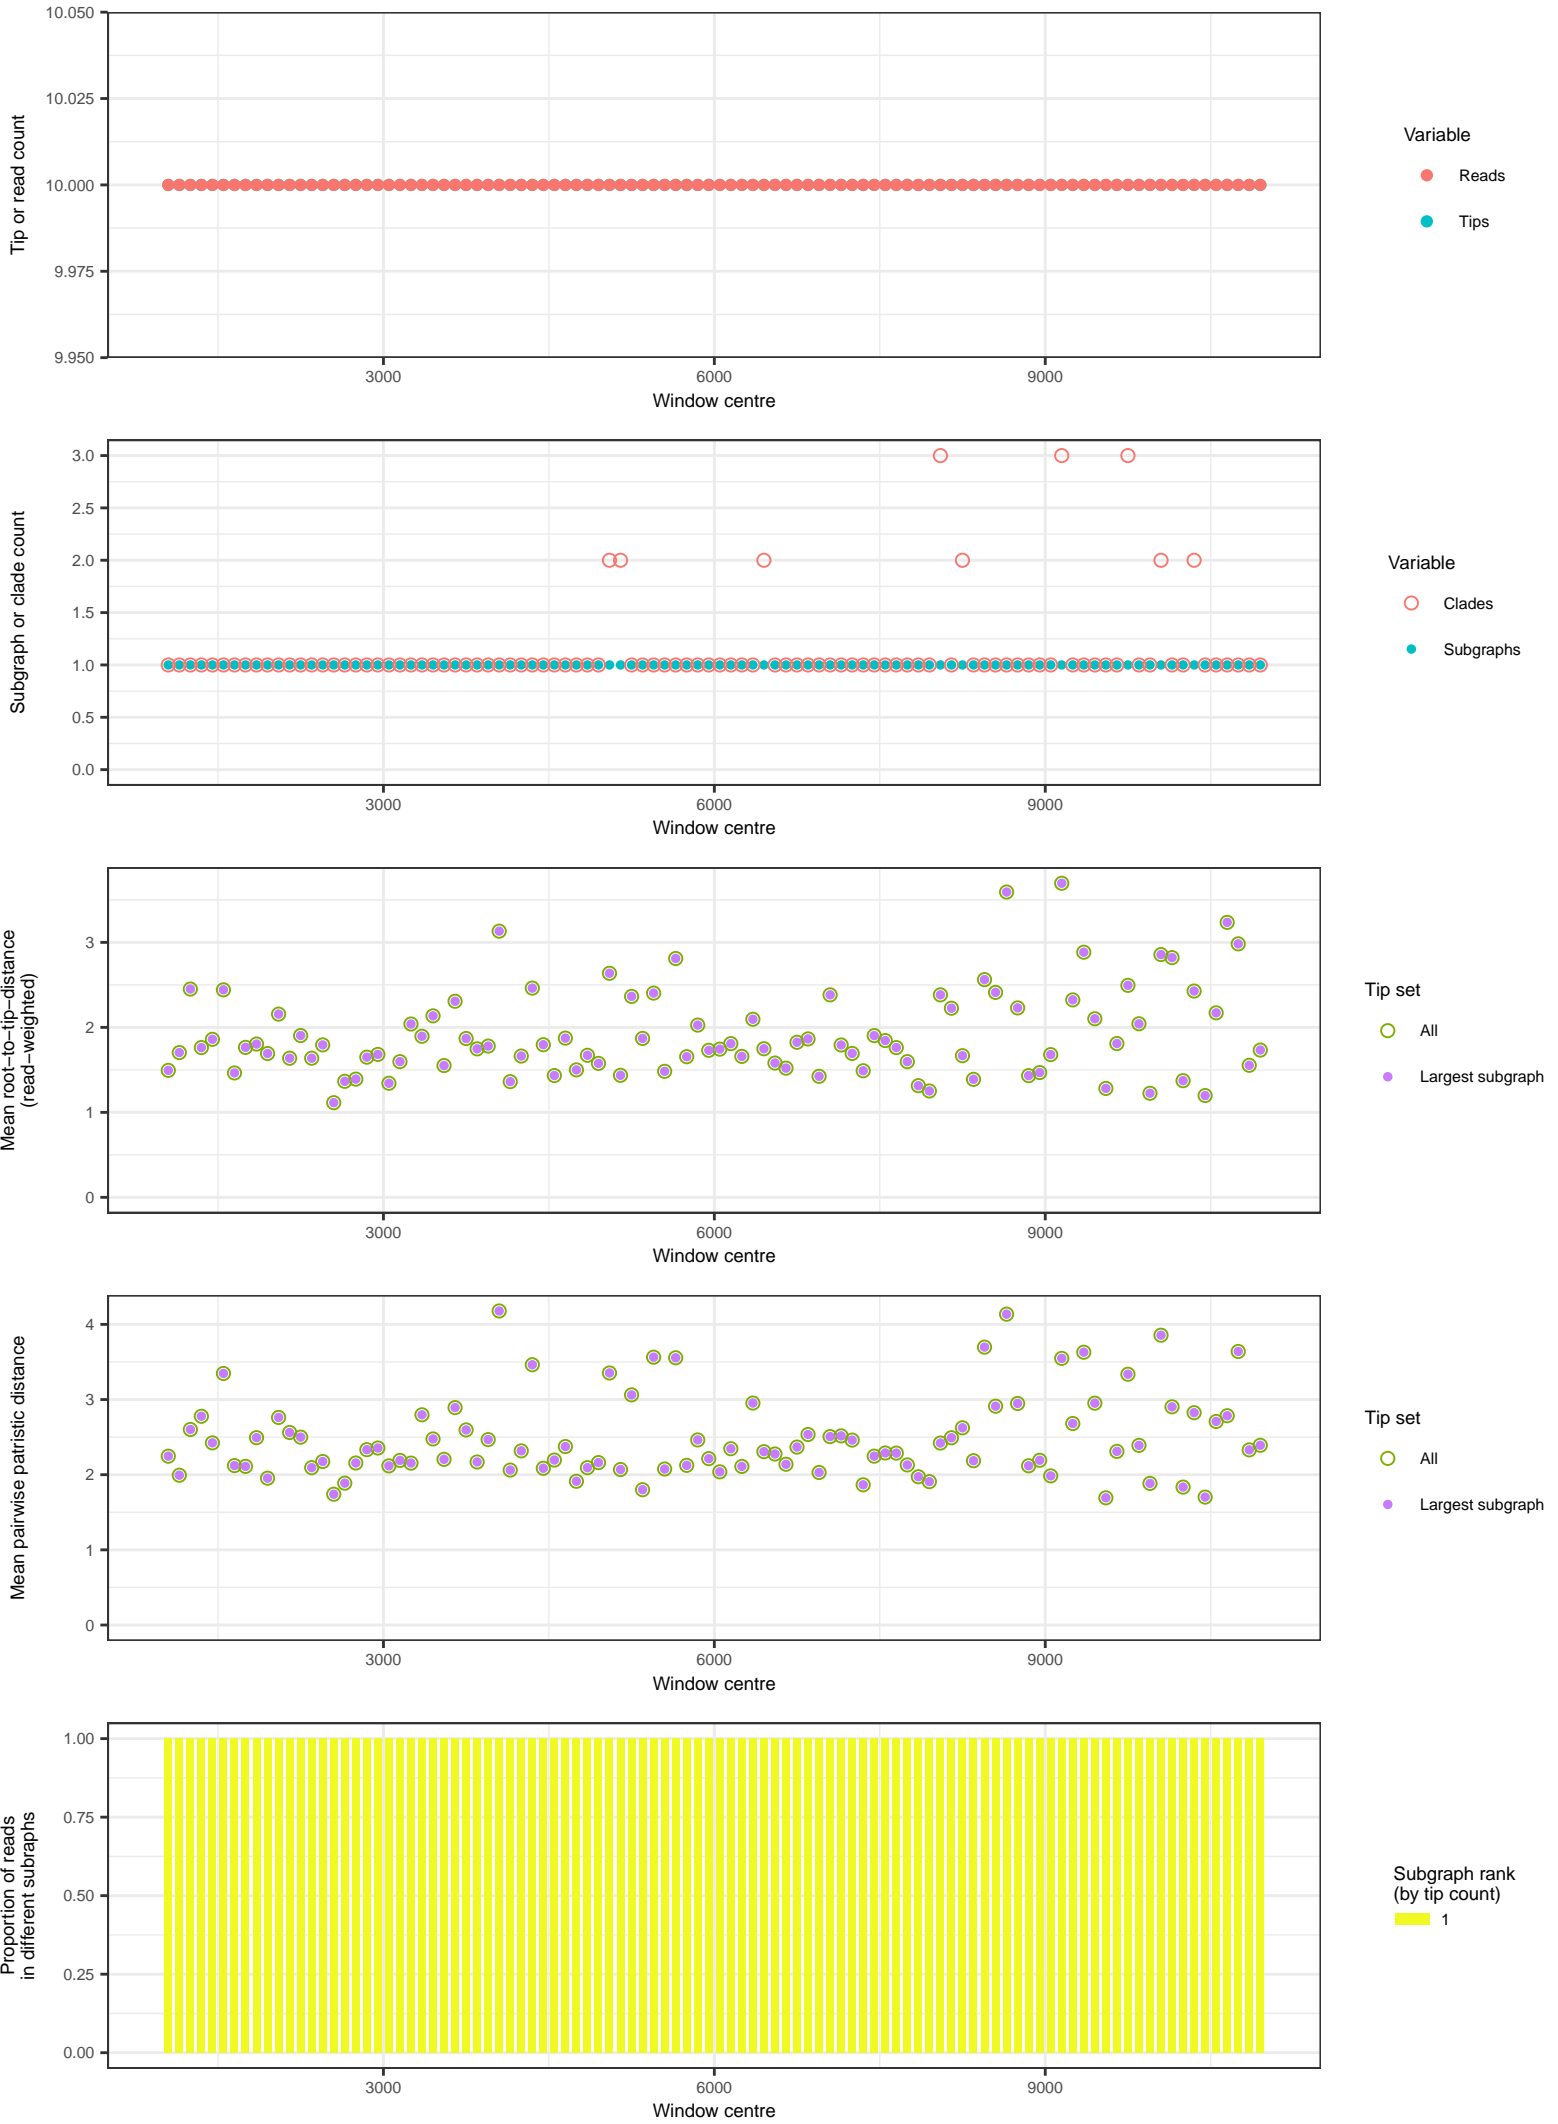 10.050
10.025
10.000
9.975
9.950
Tip or read count
3000 6000 9000
Window centre
Variable
Reads
Tips
3.0
2.5
2.0
1.5
1.0
0.5
0.0
Subgraph or clade count
3000 6000 9000
Window centre
Variable
Clades
Subgraphs
3
2
1
0
Mean root−to−tip−distance
(read−weighted)
3000 6000 9000
Window centre
Tip set
All
Largest subgraph
4
3
2
1
0
Mean pairwise patristic distance
3000 6000 9000
Window centre
Tip set
All
Largest subgraph
1.00
0.75
0.50
0.25
0.00
Proportion of reads
in different subraphs
3000 6000 9000
Window centre
Subgraph rank
(by tip count)
1